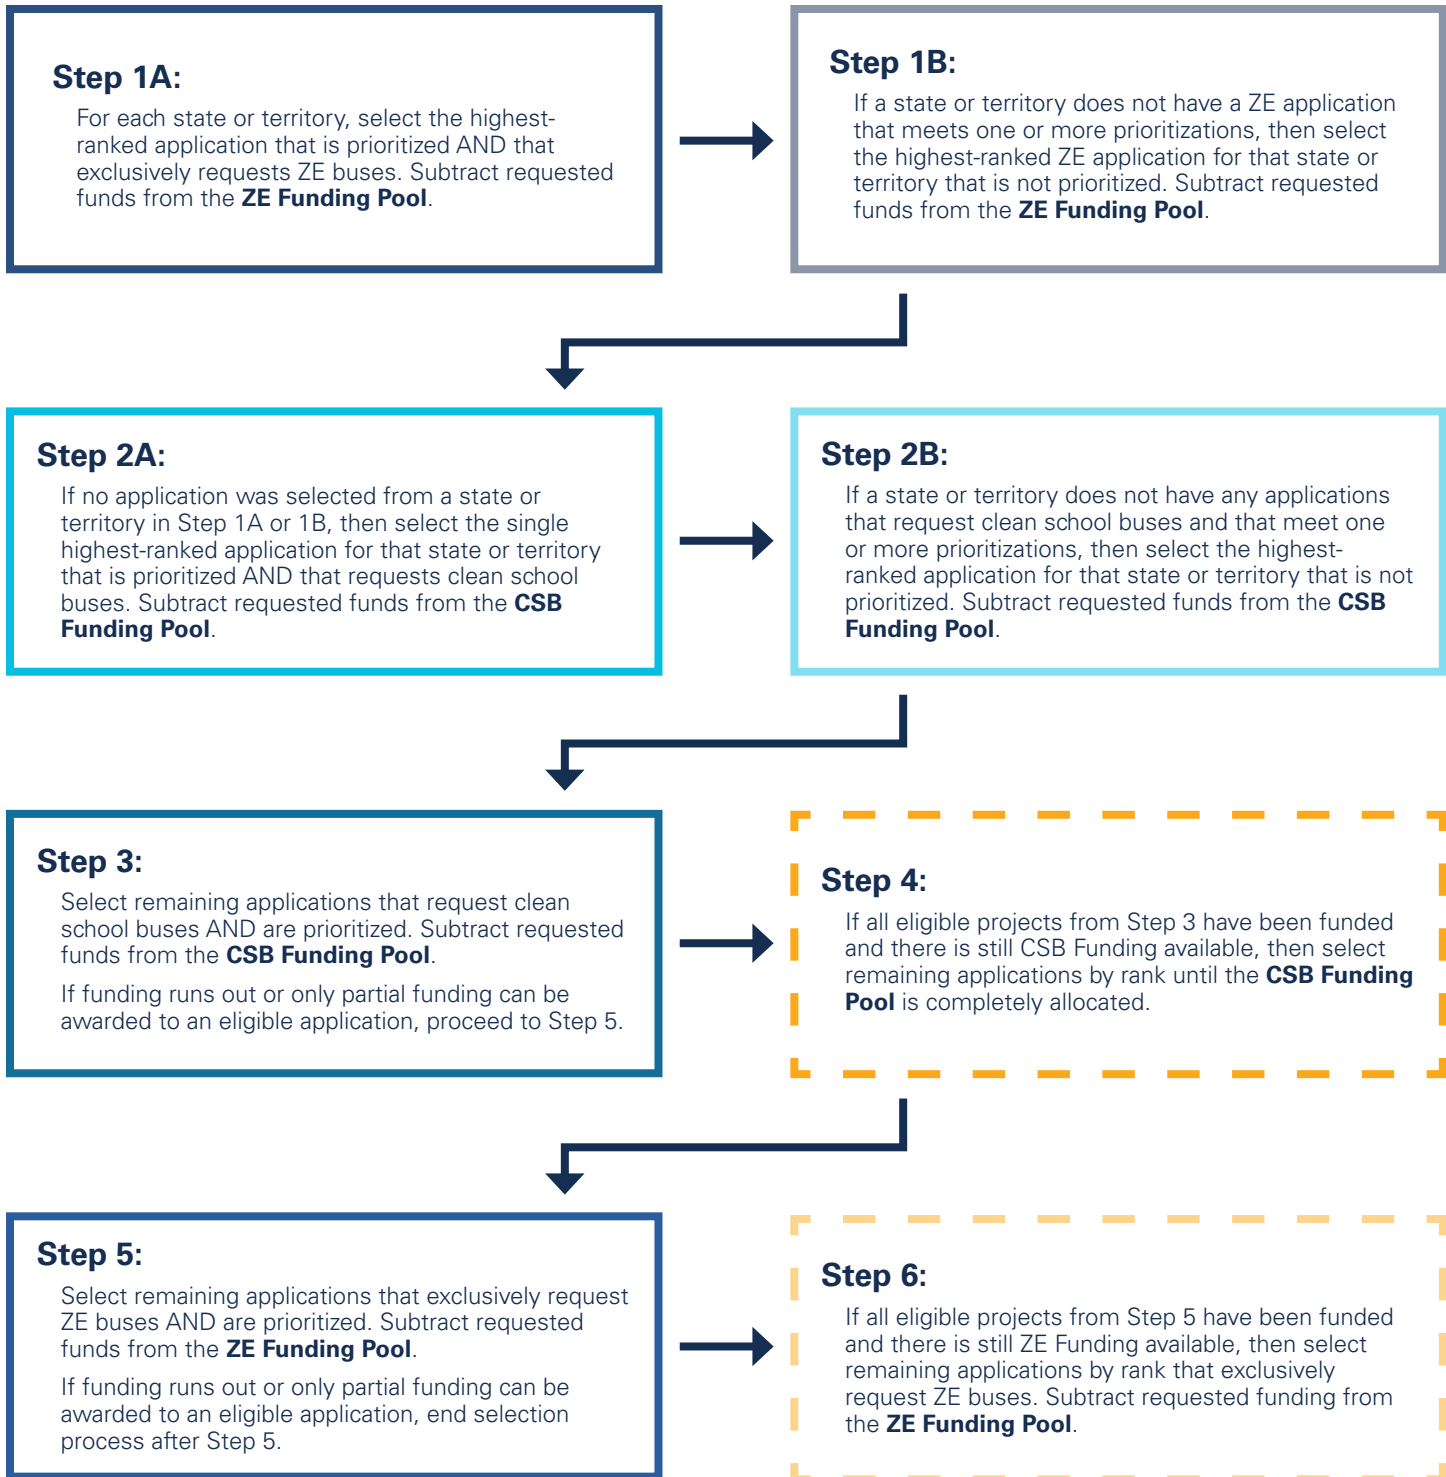 Step 1A:
For each state or territory, select the highest-
ranked application that is prioritized AND that
exclusively requests ZE buses. Subtract requested
funds from the ZE Funding Pool.
Step 1B:
If a state or territory does not have a ZE application
that meets one or more prioritizations, then select
the highest-ranked ZE application for that state or
territory that is not prioritized. Subtract requested
funds from the ZE Funding Pool.
Step 2A:
If no application was selected from a state or
territory in Step 1A or 1B, then select the single
highest-ranked application for that state or territory
that is prioritized AND that requests clean school
buses. Subtract requested funds from the CSB
Funding Pool.
Step 2B:
If a state or territory does not have any applications
that request clean school buses and that meet one
or more prioritizations, then select the highest-
ranked application for that state or territory that is not
prioritized. Subtract requested funds from the CSB
Funding Pool.
Step 3:
Select remaining applications that request clean
school buses AND are prioritized. Subtract requested
funds from the CSB Funding Pool.
If funding runs out or only partial funding can be
awarded to an eligible application, proceed to Step 5.
Step 4:
If all eligible projects from Step 3 have been funded
and there is still CSB Funding available, then select
remaining applications by rank until the CSB Funding
Pool is completely allocated.
Step 5:
Select remaining applications that exclusively request
ZE buses AND are prioritized. Subtract requested
funds from the ZE Funding Pool.
If funding runs out or only partial funding can be
awarded to an eligible application, end selection
process after Step 5.
Step 6:
If all eligible projects from Step 5 have been funded
and there is still ZE Funding available, then select
remaining applications by rank that exclusively
request ZE buses. Subtract requested funding from
the ZE Funding Pool.